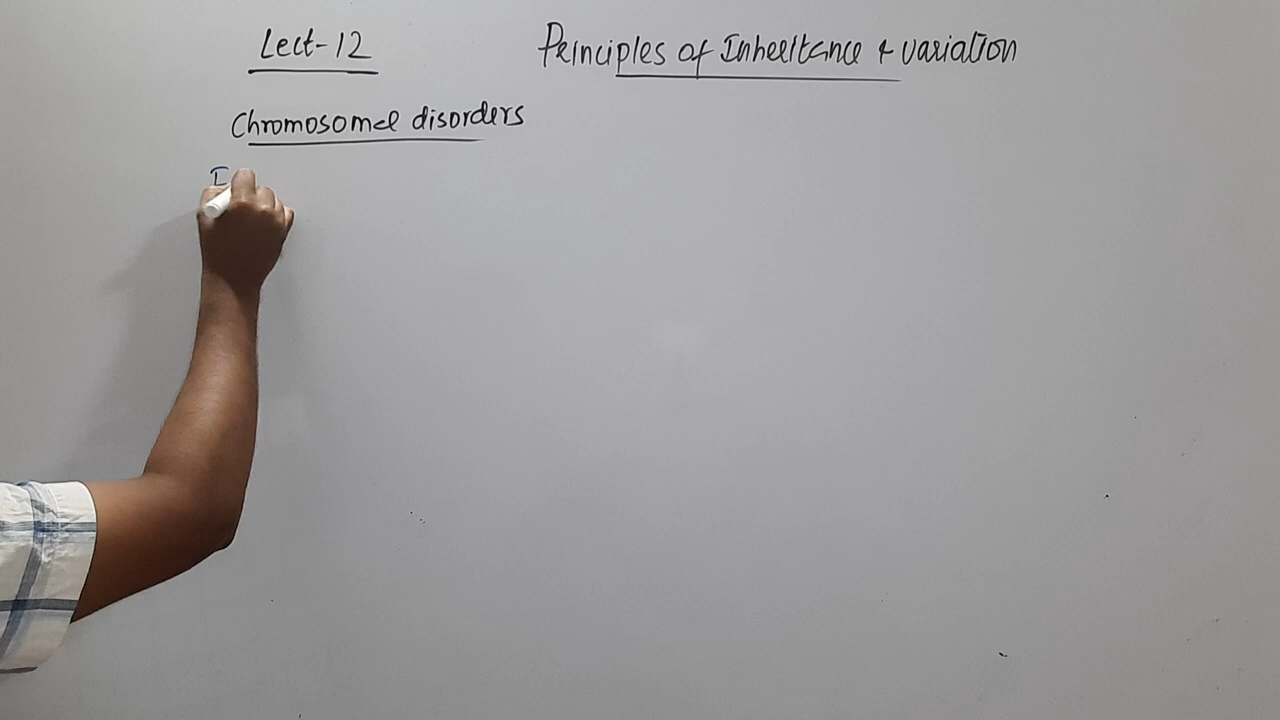 Lect-12
Principles of Inheritance & variation
Chromosomal disorders
I